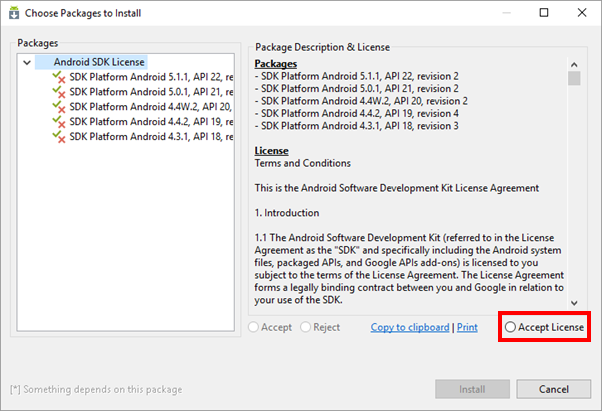 Choose Packages to Install
Packages
Android SDK License
SDK Platform Android 5.1.1, API 22, re
SDK Platform Android 5.0.1, API 21, re
SDK Platform Android 4.4W.2, API 20,
SDK Platform Android 4.4.2, API 19, re
SDK Platform Android 4.3.1, API 18, re
Package Description & License
Packages
- SDK Platform Android 5.1.1, API 22, revision 2
- SDK Platform Android 5.0.1, API 21, revision 2
- SDK Platform Android 4.4W.2, API 20, revision 2
- SDK Platform Android 4.4.2, API 19, revision 4
- SDK Platform Android 4.3.1, API 18, revision 3
License
Terms and Conditions
This is the Android Software Development Kit License Agreement
1. Introduction
1.1 The Android Software Development Kit (referred to in the License
Agreement as the "SDK" and specifically including the Android system
files, packaged APIs, and Google APIs add-ons) is licensed to you
subject to the terms of the License Agreement. The License Agreement
forms a legally binding contract between you and Google in relation to
your use of the SDK.
Accept Reject Copy to clipboard | Print Accept License
[*] Something depends on this package
Install Cancel